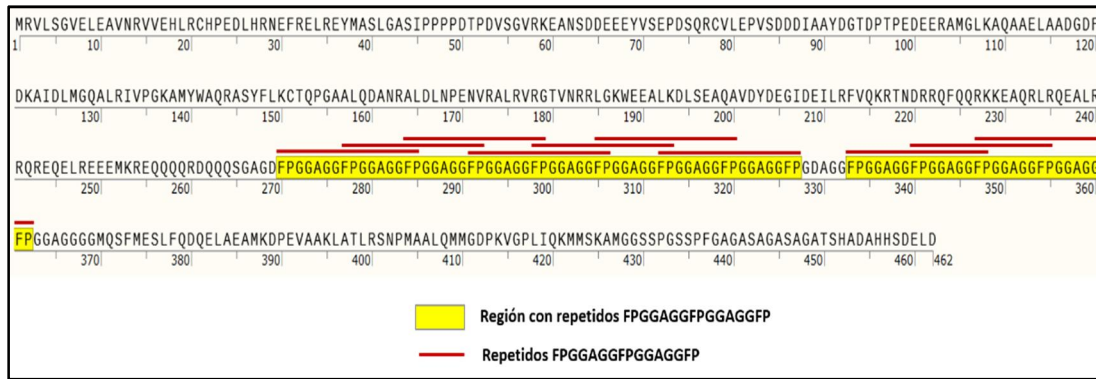 MRVLSGVELEAVNRVVEHLRCHPEDLHRNEFRELREYMASLGASIPPPPDTPDVSGVRKEANSDDEEEYVSEPDSQRCVLEPVSDDDIAAYDGTDPTPEDEERAMGLKAQAAELAADGDF
1 10 20 30 40 50 60 70 80 90 100 110 120
DKAIDLMGQALRIVPGKAMYWAQRASYFLKCTQPGAALQDANRALDLNPENVRALRVRGTVNRRLGKWEEALKDLSEAQAVDYDEGIDEILRFVQKRTNDRRQFQQRKKEAQRLRQEALR
130 140 150 160 170 180 190 200 210 220 230 240
RQREQELREEEMKREQQQQRDQQQSGAGDFPGGAGGFPGGAGGFPGGAGGFPGGAGGFPGGAGGFPGGAGGFPGGAGGFPGGAGGFPGDAGGFPGGAGGFPGGAGGFPGGAGGFPGGAGG
250 260 270 280 290 300 310 320 330 340 350 360
FPGGAGGGGMQSFMESLFQDQELAEAMKDPEVAAKLATLRSNPMAALQMMGDPKVGPLIQKMMSKAMGGSSPGSSPFGAGASAGASAGATSHADAHHSDELD
370 380 390 400 410 420 430 440 450 460 462
Región con repetidos FPGGAGGFPGGAGGFP
Repetidos FPGGAGGFPGGAGGFP